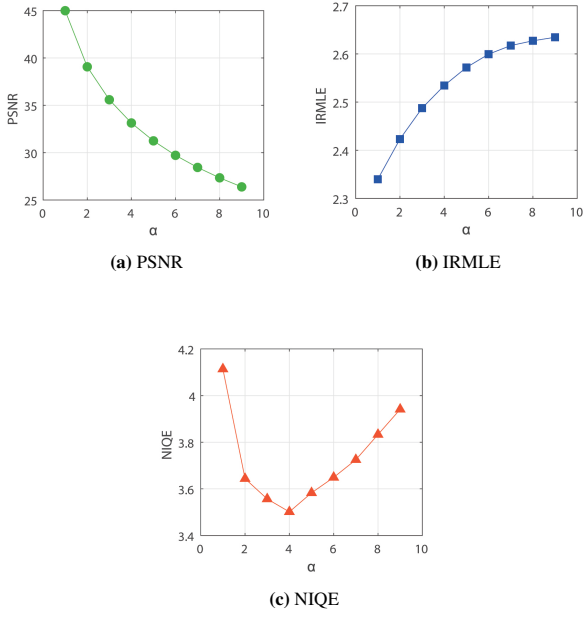 45
40
35
30
25
PSNR
0 2 4 6 8 10
α
(a) PSNR
2.7
2.6
2.5
2.4
2.3
IRMLE
0 2 4 6 8 10
α
(b) IRMLE
4.2
4
3.8
3.6
3.4
NIQE
0 2 4 6 8 10
α
(c) NIQE